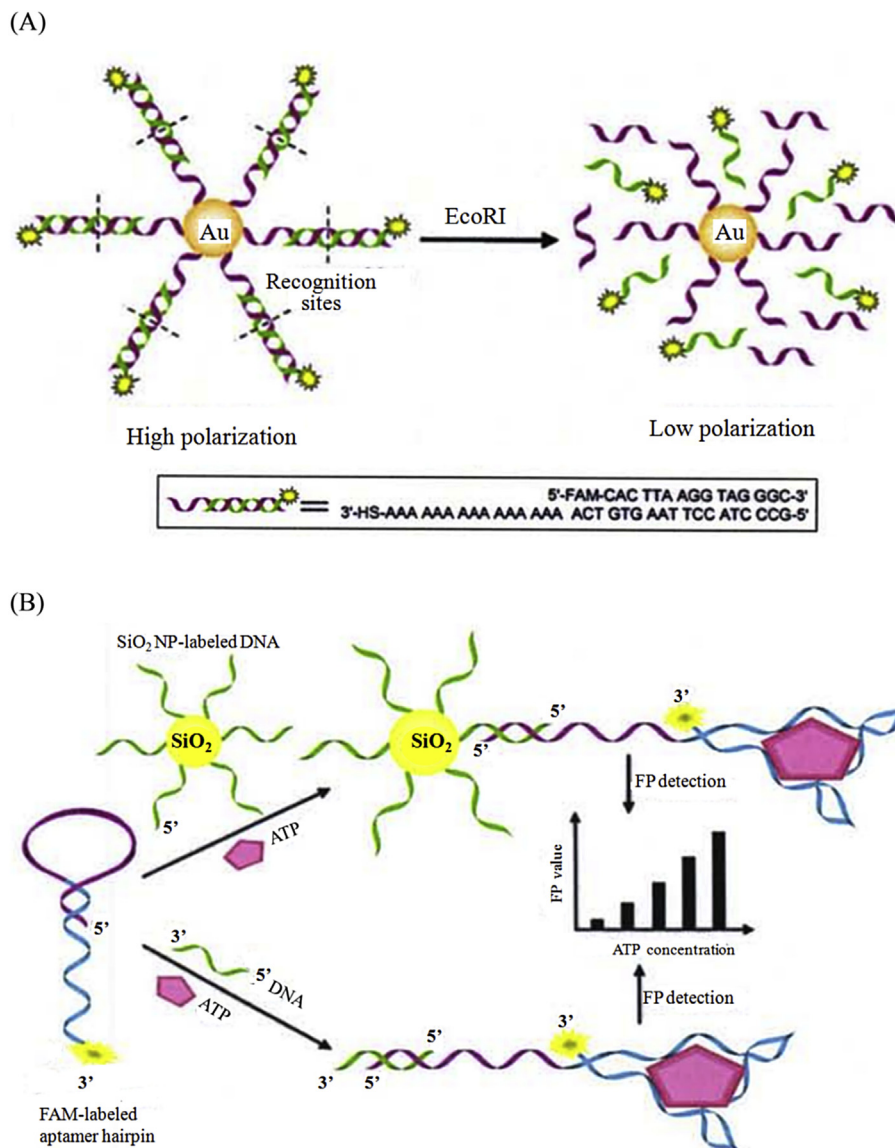 (A)
Au
EcoRI
Au
Recognition
sites
High polarization
Low polarization
5'-FAM-CAC TTA AGG TAG GGC-3'
3'-HS-AAA AAA AAA AAA AAA ACT GTG AAT TCC ATC CCG-5'
(B)
SiO2 NP-labeled DNA
SiO2
5'
SiO2
5'
5'
3'
FP detection
ATP
5'
3'
5' DNA
ATP
FP value
ATP concentration
FP detection
3'
5'
5'
3'
3'
FAM-labeled
aptamer hairpin